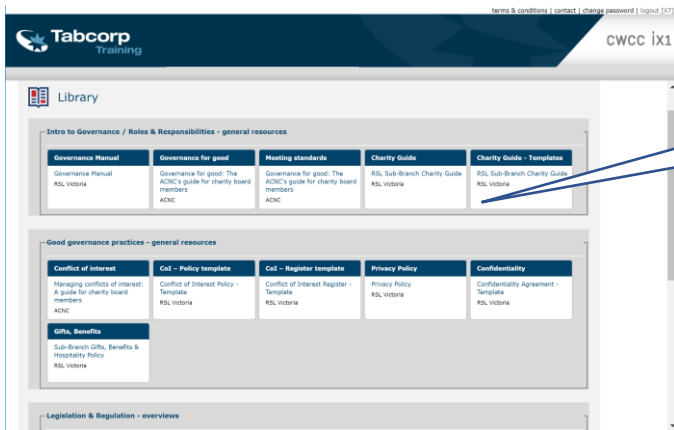 terms & conditions | contact | change password | logout [X7]
Tabcorp
Training
cwcc ix1
Library
Intro to Governance / Roles & Responsibilities - general resources
Governance Manual
Governance Manual
RSL Victoria
Governance for good
Governance for good: The
ACNC's guide for charity board
members
ACNC
Meeting standards
Governance for good: The
ACNC's guide for charity board
members
ACNC
Charity Guide
RSL Sub-Branch Charity Guide
RSL Victoria
Charity Guide - Templates
RSL Sub-Branch Charity Guide
RSL Victoria
Good governance practices - general resources
Conflict of interest
Managing conflicts of interest:
A guide for charity board
members
ACNC
CoI – Policy template
Conflict of Interest Policy -
Template
RSL Victoria
CoI – Register template
Conflict of Interest Register -
Template
RSL Victoria
Privacy Policy
Privacy Policy
RSL Victoria
Confidentiality
Confidentiality Agreement -
Template
RSL Victoria
Gifts, Benefits
Sub-Branch Gifts, Benefits &
Hospitality Policy
RSL Victoria
Legislation & Regulation - overviews